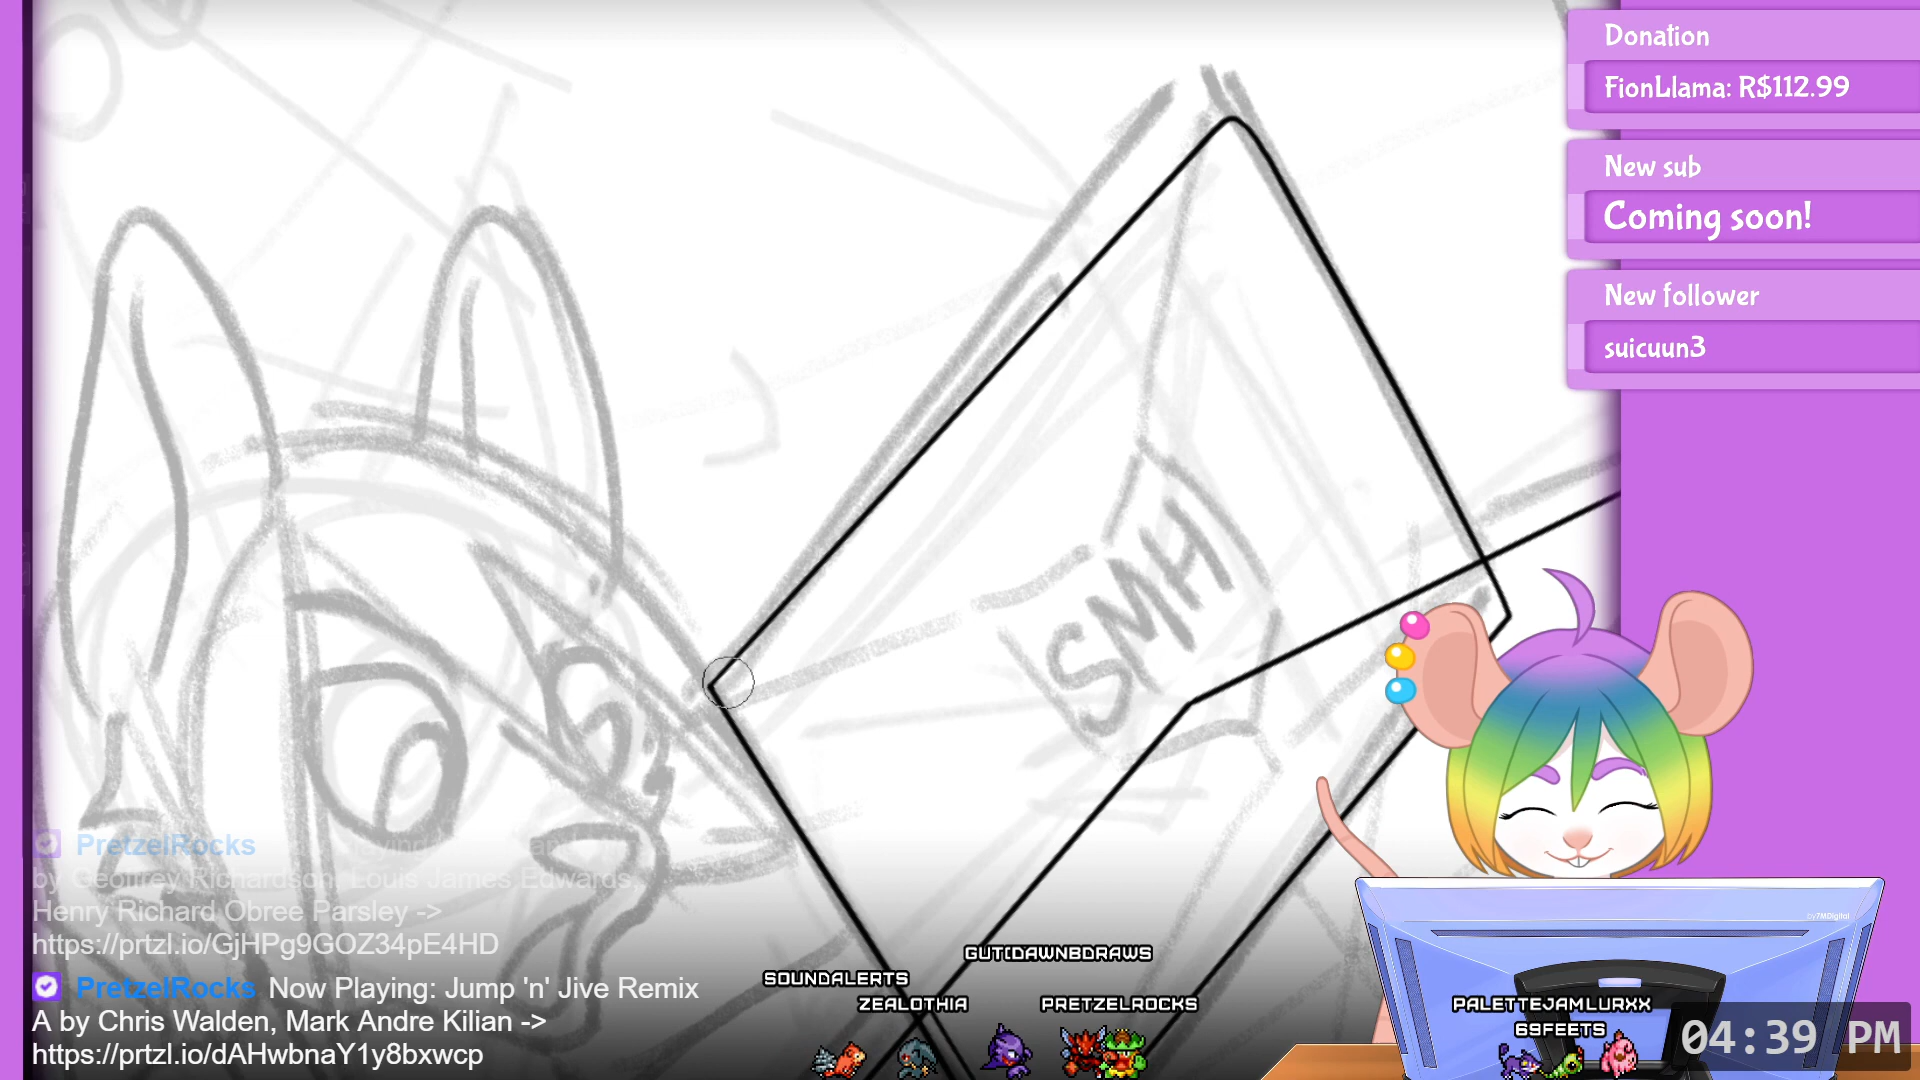 Donation
FionLlama: R$112.99
New sub
Coming soon!
New follower
suicuun3
SMH
PretzelRocks
by Geoffrey Richardson, Louis James Edwards,
Henry Richard Obree Parsley ->
https://prtzl.io/GjHPg9GOZ34pE4HD
PretzelRocks Now Playing: Jump 'n' Jive Remix
A by Chris Walden, Mark Andre Kilian ->
https://prtzl.io/dAHwbnaY1y8bxwcp
SOUNDALERTS
ZEALOTHIA
DAWNBDRAWS
PRETZELROCKS
by7MDigital
PALETTEJAMLURXX
69FEETS
04:39 PM